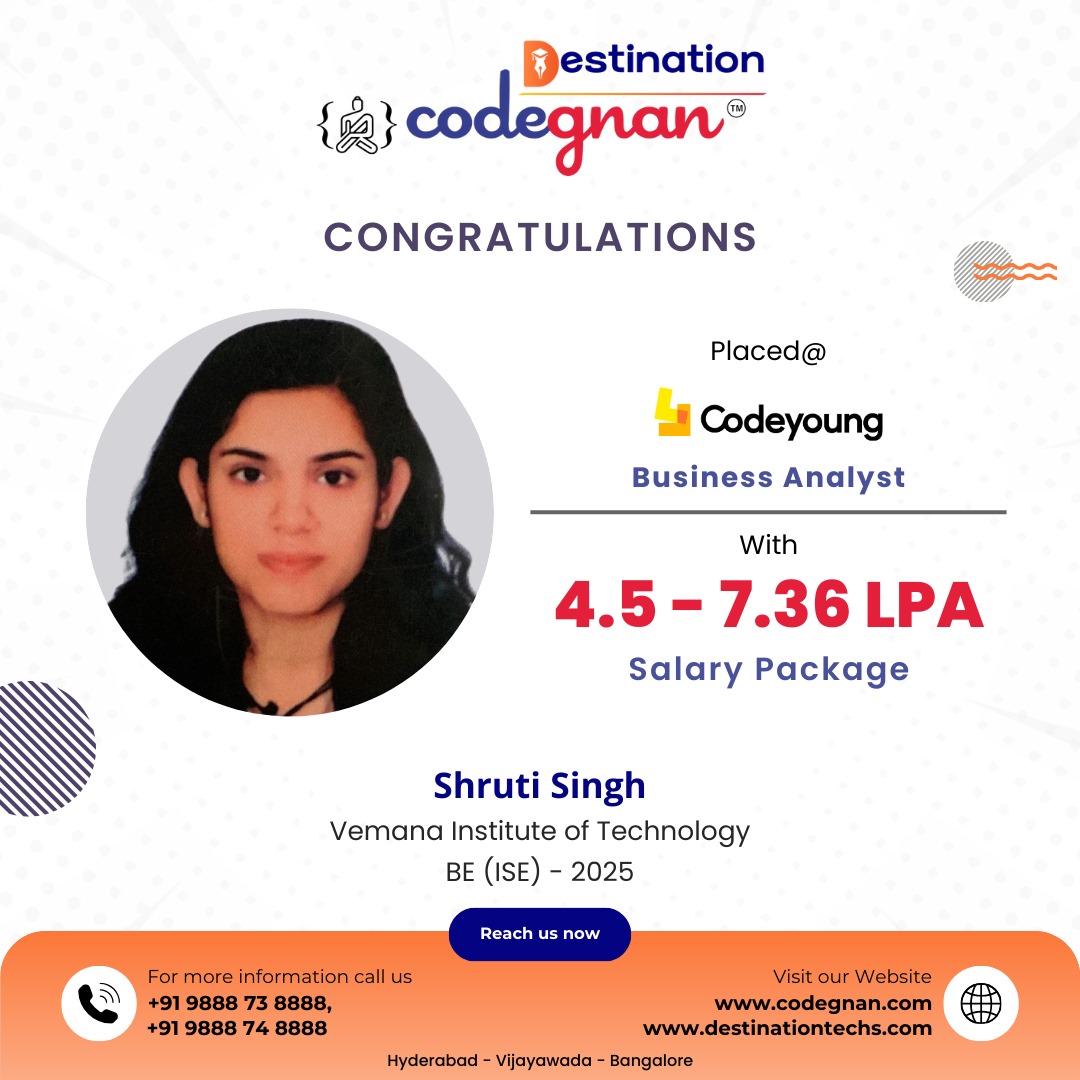 Destination
codegnan™
CONGRATULATIONS
Placed@
Codeyoung
Business Analyst
With
4.5 - 7.36 LPA
Salary Package
Shruti Singh
Vemana Institute of Technology
BE (ISE) - 2025
Reach us now
For more information call us
+91 9888 73 8888,
+91 9888 74 8888
Visit our Website
www.codegnan.com
www.destinationtechs.com
Hyderabad - Vijayawada - Bangalore